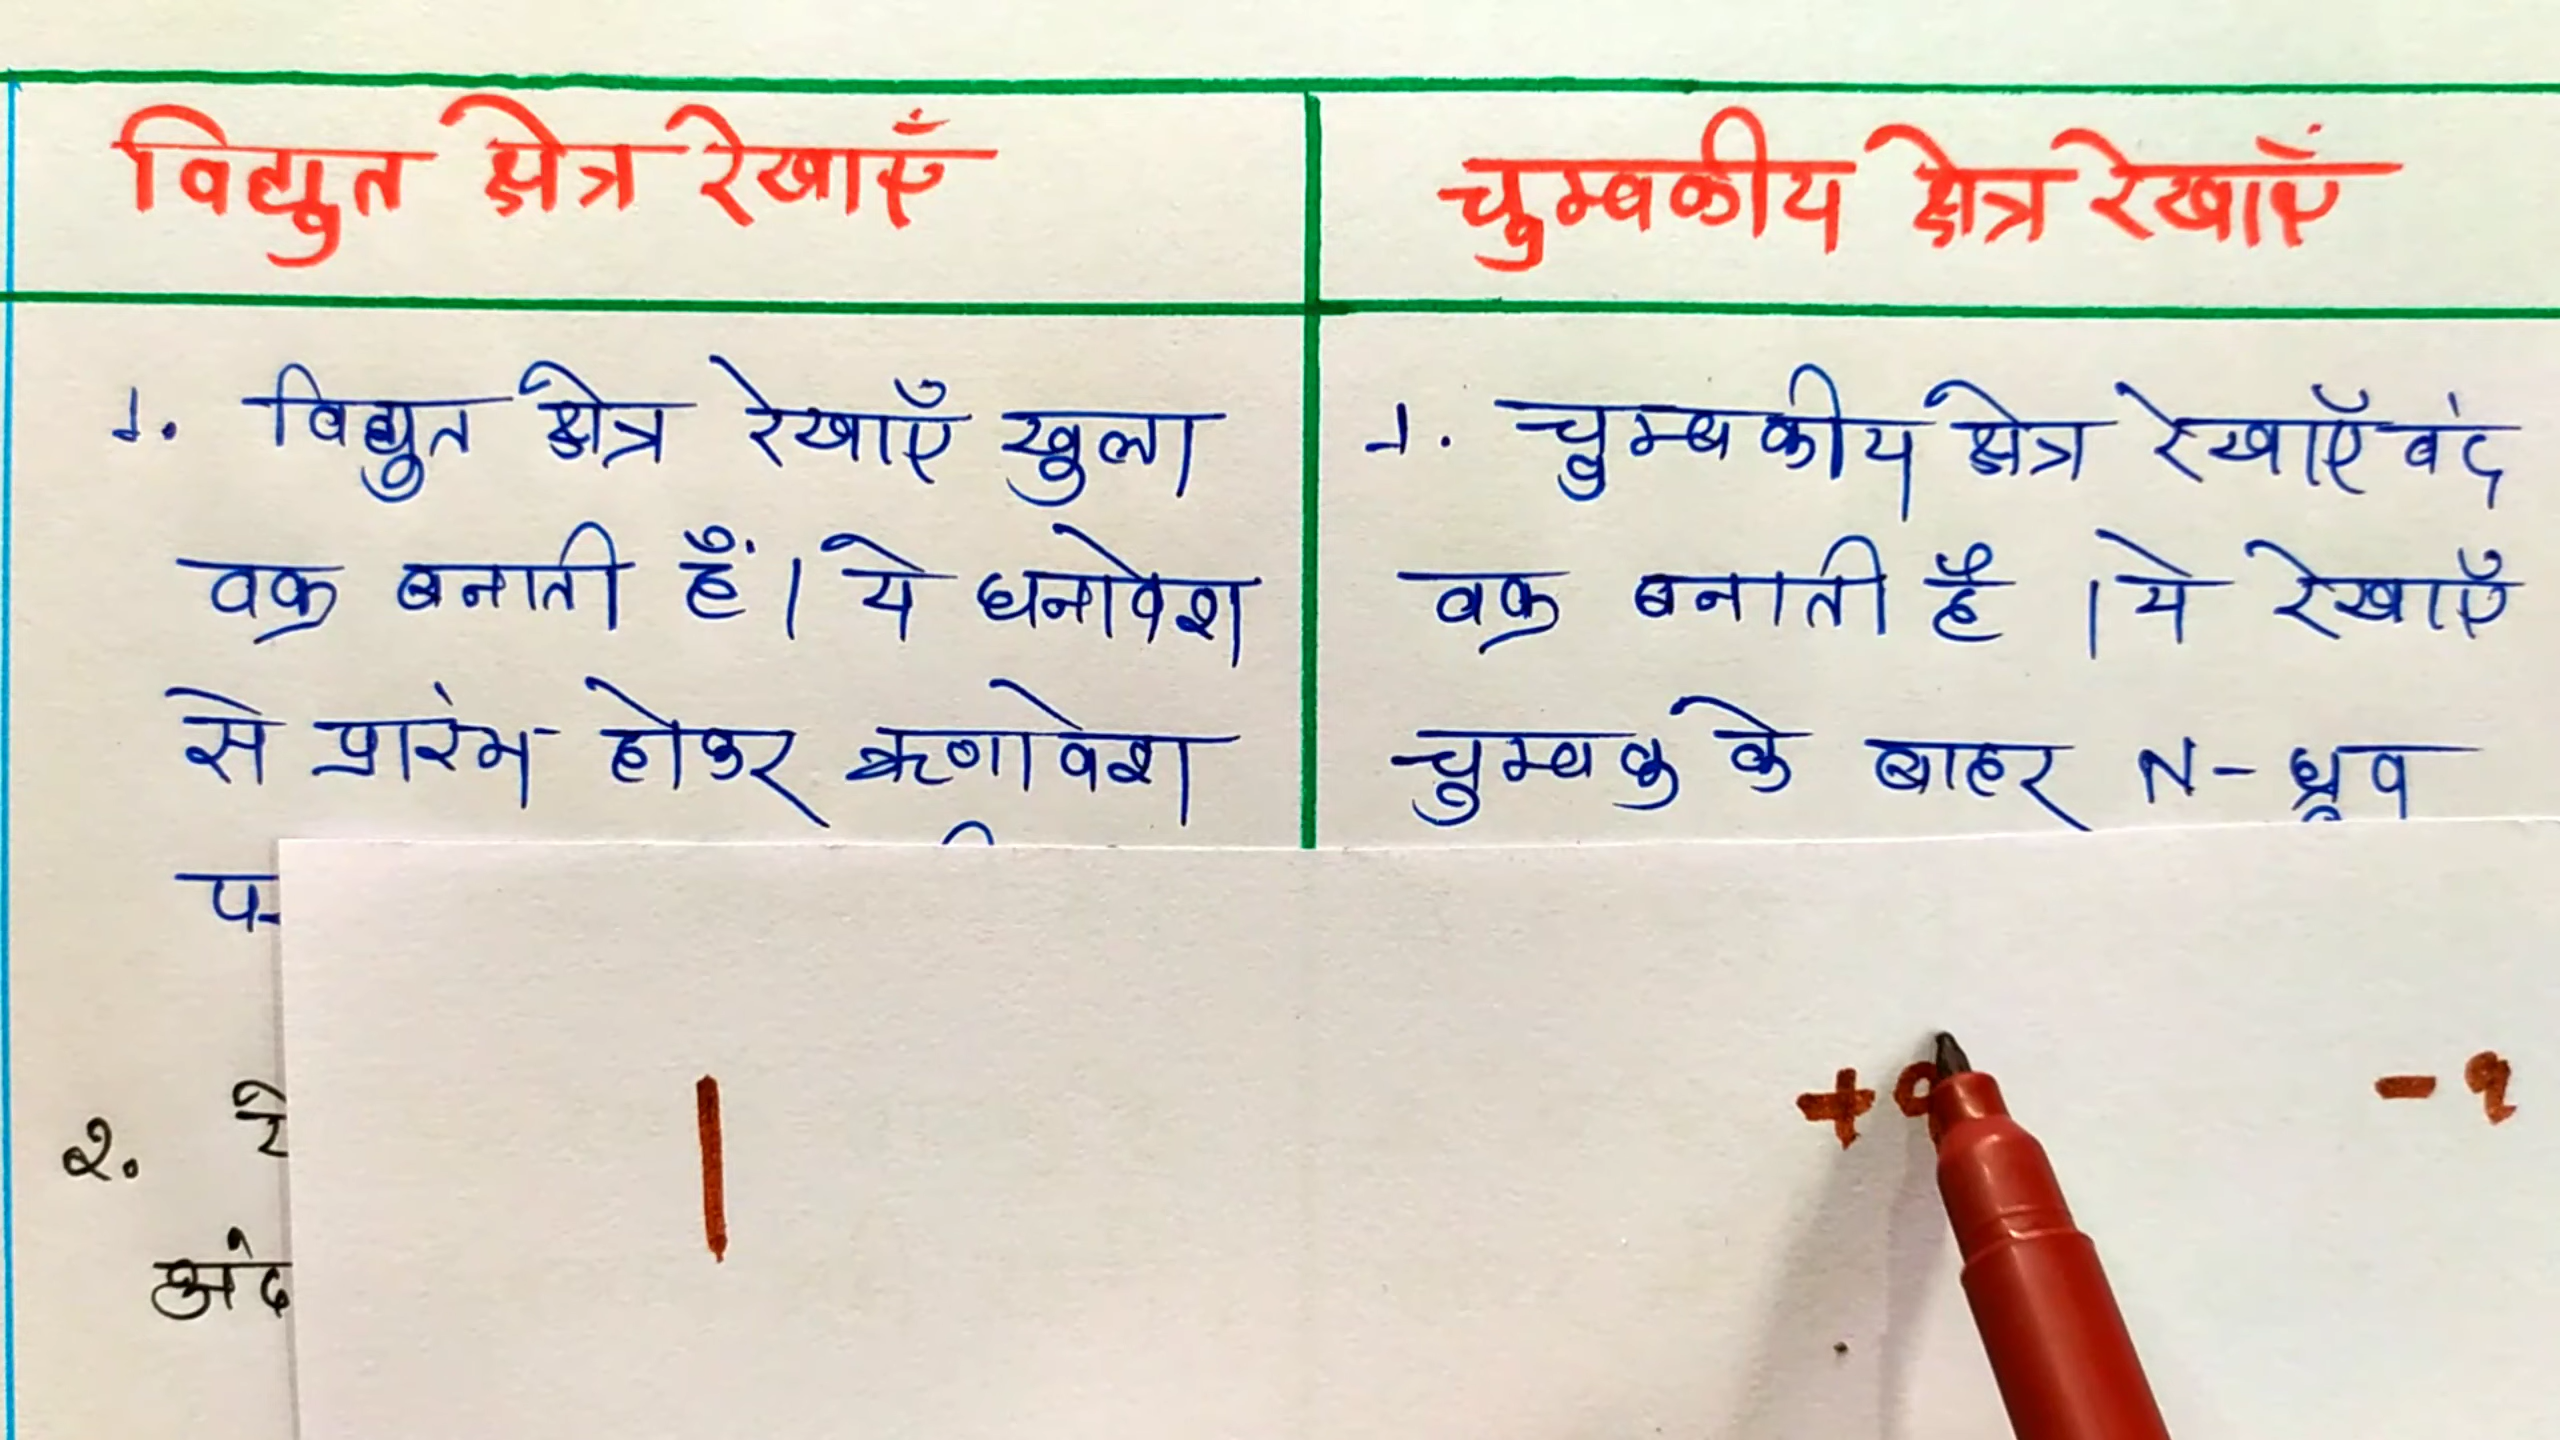 विद्युत क्षेत्र रेखाएँ
चुम्बकीय क्षेत्र रेखाएँ
1. विद्युत क्षेत्र रेखाएँ खुला
वक्र बनाती हैं। ये धनावेश
से प्रारंभ होकर ऋणावेश
प-
2. रे
अंद
1. चुम्बकीय क्षेत्र रेखाएँ बंद
वक्र बनाती है । ये रेखाएँ
चुम्बक के बाहर N-ध्रुव
+q
-q